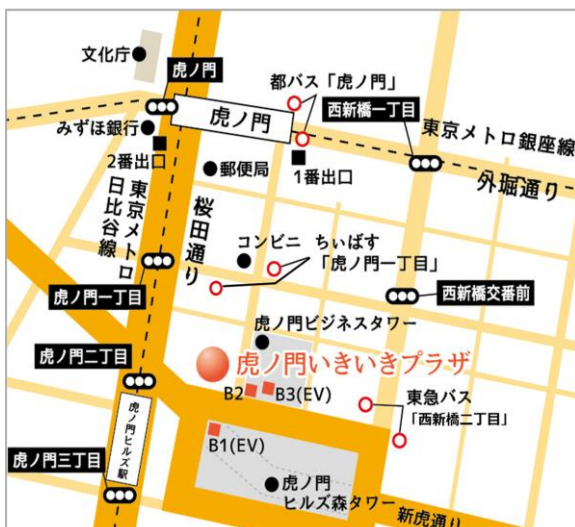 文化庁
虎ノ門
都バス「虎ノ門」
虎ノ門
西新橋一丁目
東京メトロ銀座線
みずほ銀行
2番出口
郵便局
1番出口
外堀通り
東京メトロ
日比谷線
桜田通り
コンビニ
ちぃばす
「虎ノ門一丁目」
虎ノ門一丁目
西新橋交番前
虎ノ門ビジネスタワー
虎ノ門二丁目
虎ノ門いきいきプラザ
B2
B3(EV)
東急バス
「西新橋二丁目」
虎ノ門ヒルズ駅
B1(EV)
虎ノ門三丁目
虎ノ門
ヒルズ森タワー
新虎通り